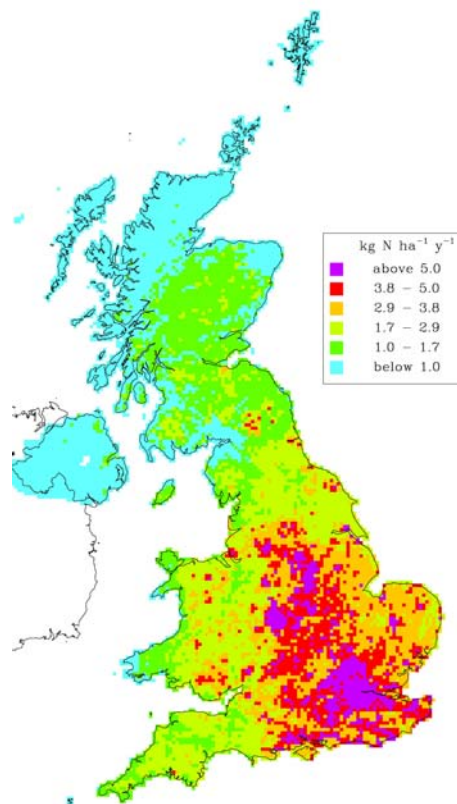 kg N ha⁻¹ y⁻¹
above 5.0
3.8 – 5.0
2.9 – 3.8
1.7 – 2.9
1.0 – 1.7
below 1.0